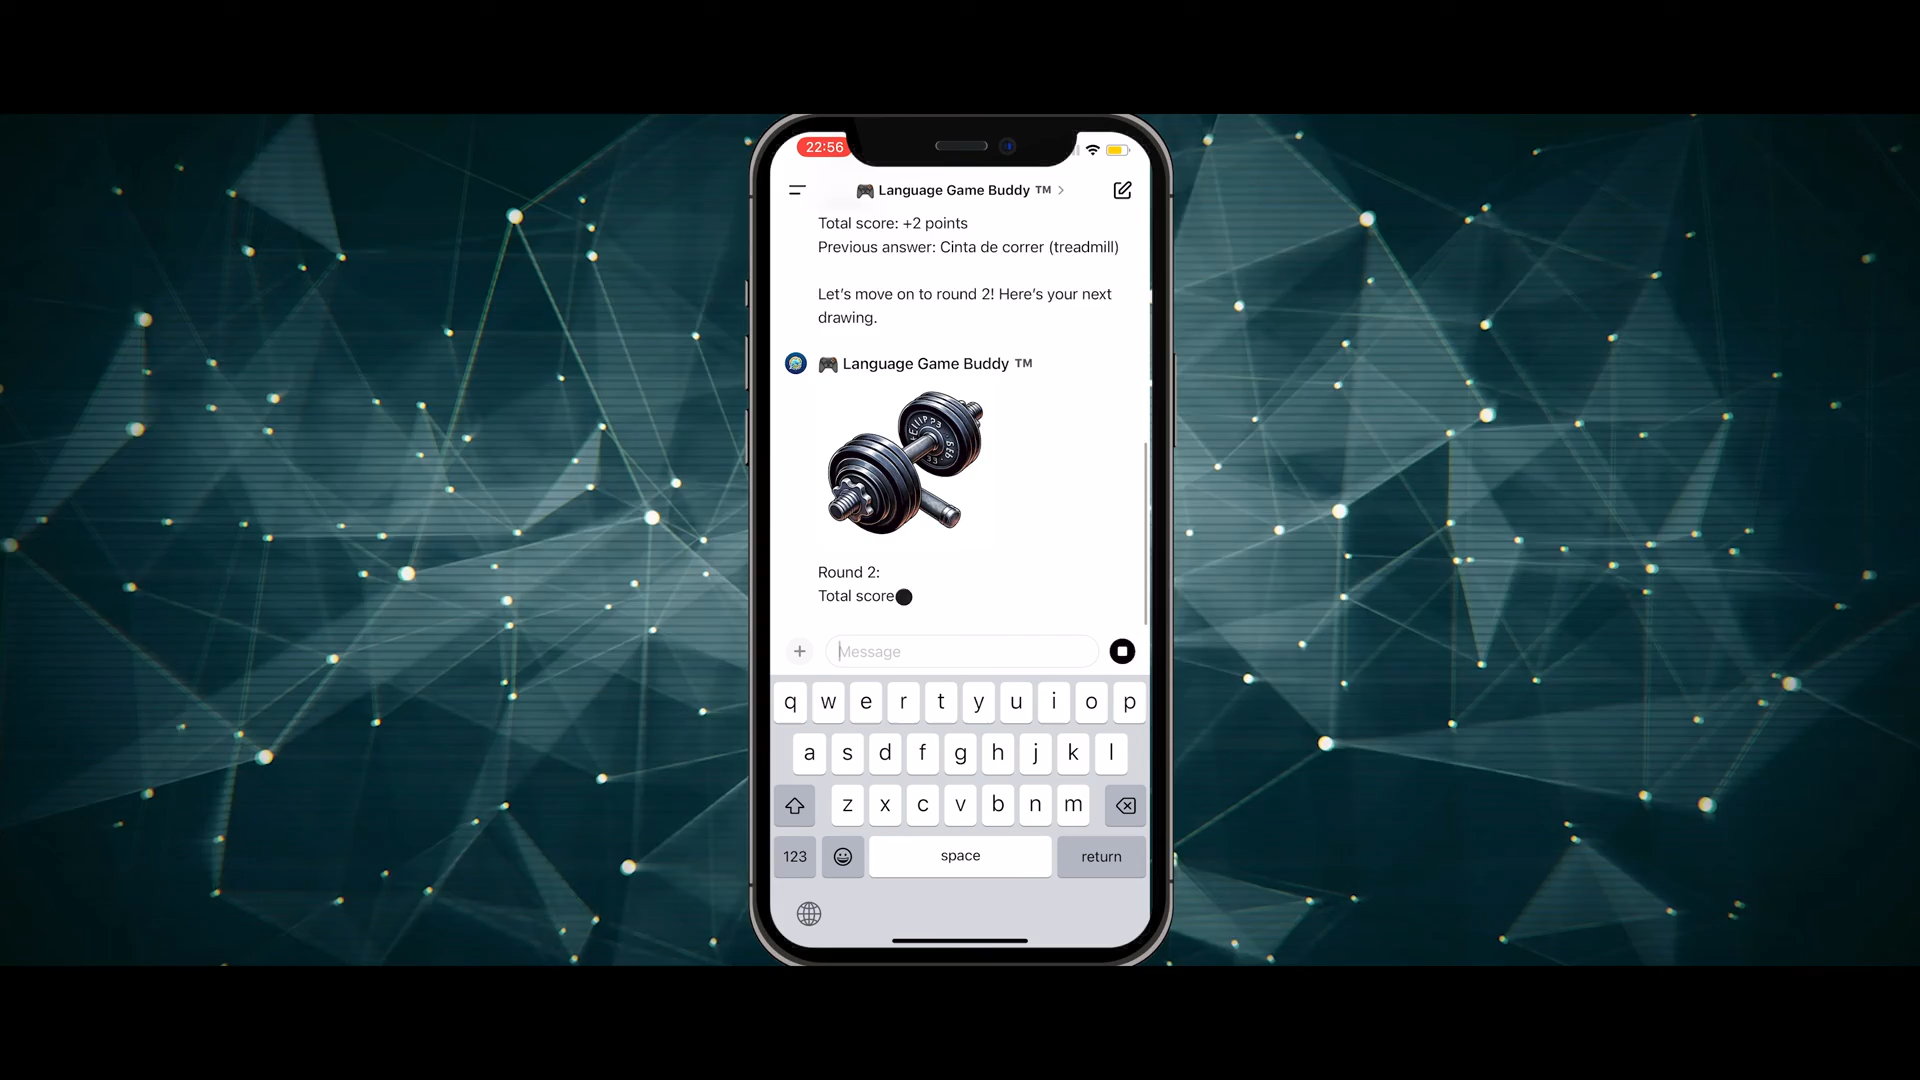 22:56
🎮 Language Game Buddy ™ >
Total score: +2 points
Previous answer: Cinta de correr (treadmill)
Let's move on to round 2! Here's your next
drawing.
🎮 Language Game Buddy ™
Round 2:
Total score
Message
q w e r t y u i o p
a s d f g h j k l
z x c v b n m
123 space return